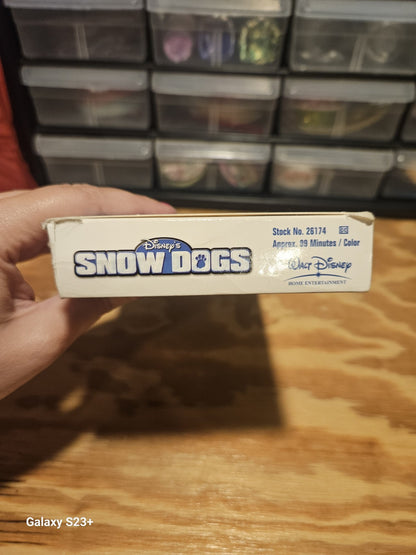 Disney's
SNOW DOGS
Stock No. 26174
Approx. 99 Minutes / Color
WALT DISNEY
HOME ENTERTAINMENT
Galaxy S23+